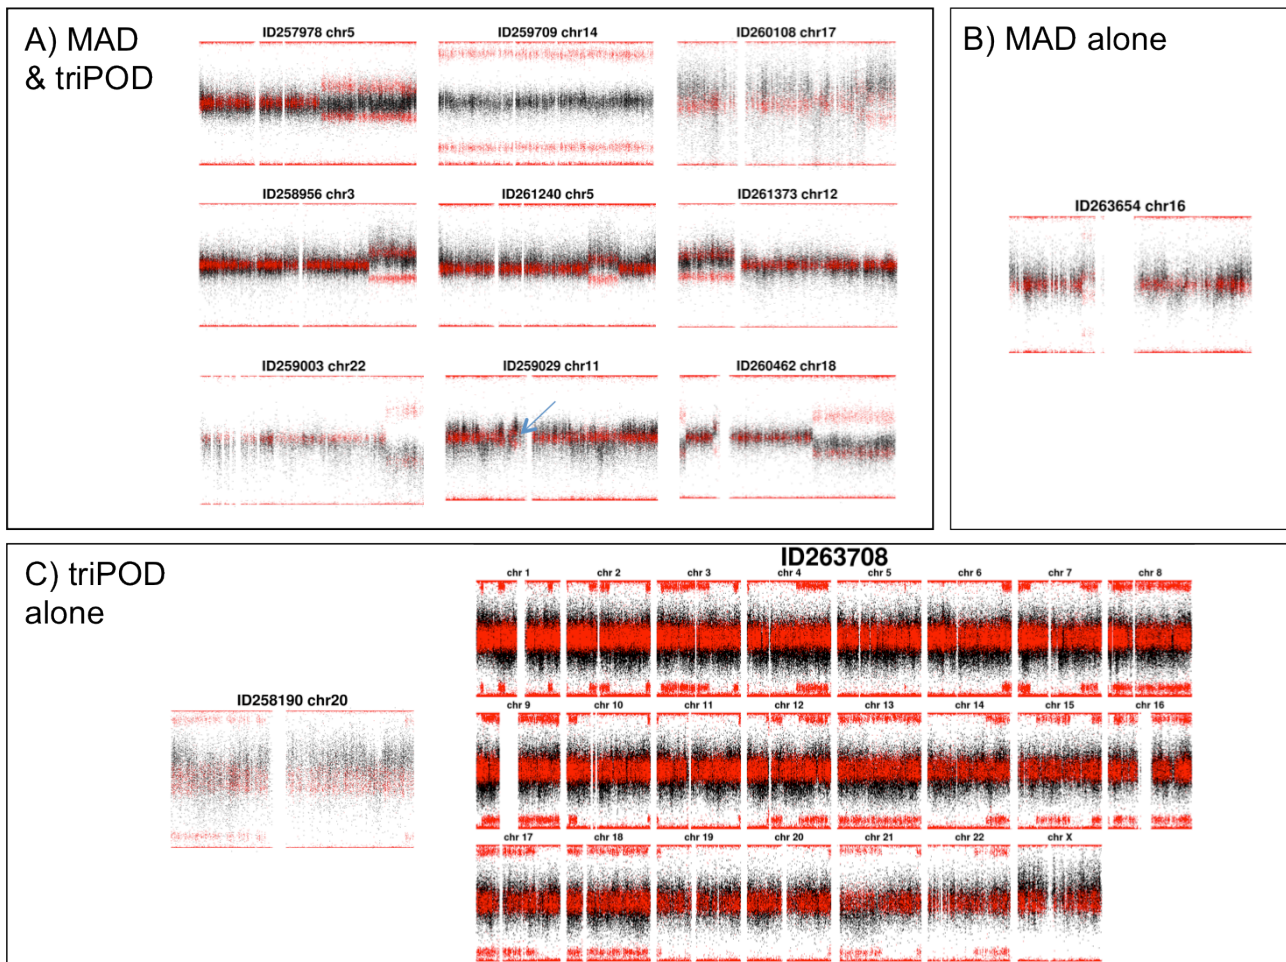 A) MAD
& triPOD
ID257978 chr5
ID259709 chr14
ID260108 chr17
ID258956 chr3
ID261240 chr5
ID261373 chr12
ID259003 chr22
ID259029 chr11
ID260462 chr18
B) MAD alone
ID263654 chr16
C) triPOD
alone
ID258190 chr20
ID263708
chr 1
chr 2
chr 3
chr 4
chr 5
chr 6
chr 7
chr 8
chr 9
chr 10
chr 11
chr 12
chr 13
chr 14
chr 15
chr 16
chr 17
chr 18
chr 19
chr 20
chr 21
chr 22
chr X